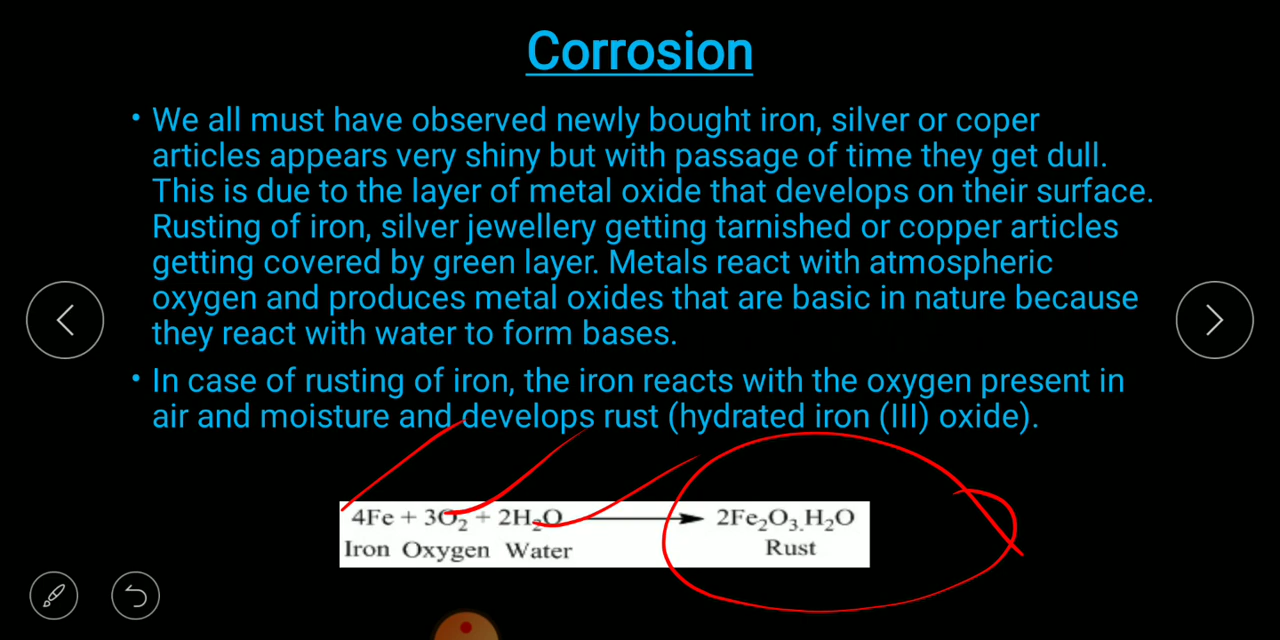 Corrosion
• We all must have observed newly bought iron, silver or coper
articles appears very shiny but with passage of time they get dull.
This is due to the layer of metal oxide that develops on their surface.
Rusting of iron, silver jewellery getting tarnished or copper articles
getting covered by green layer. Metals react with atmospheric
oxygen and produces metal oxides that are basic in nature because
they react with water to form bases.
• In case of rusting of iron, the iron reacts with the oxygen present in
air and moisture and develops rust (hydrated iron (III) oxide).
4Fe + 3O₂ + 2H₂O → 2Fe₂O₃.H₂O
Iron Oxygen Water Rust